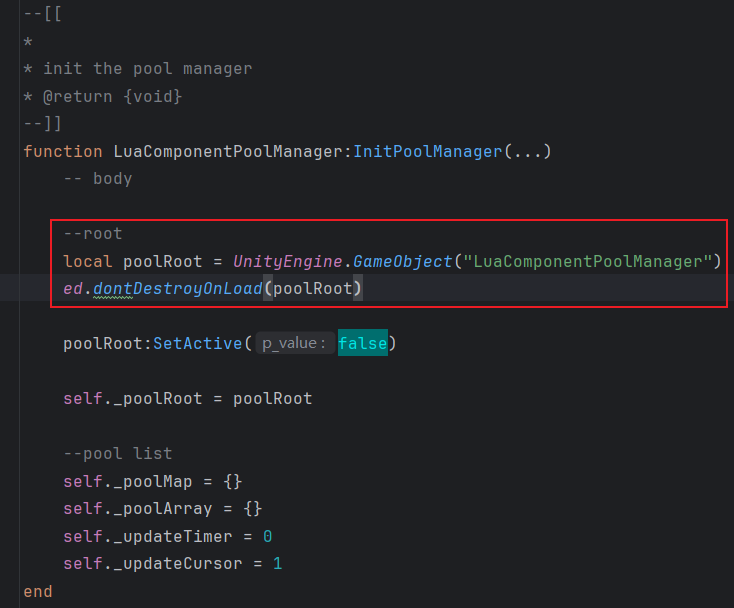 --[[
*
* init the pool manager
* @return {void}
--]]
function LuaComponentPoolManager:InitPoolManager(...)
    -- body
    --root
    local poolRoot = UnityEngine.GameObject("LuaComponentPoolManager")
    ed.dontDestroyOnLoad(poolRoot)
    poolRoot:SetActive( p_value : false)
    self._poolRoot = poolRoot
    --pool list
    self._poolMap = {}
    self._poolArray = {}
    self._updateTimer = 0
    self._updateCursor = 1
end